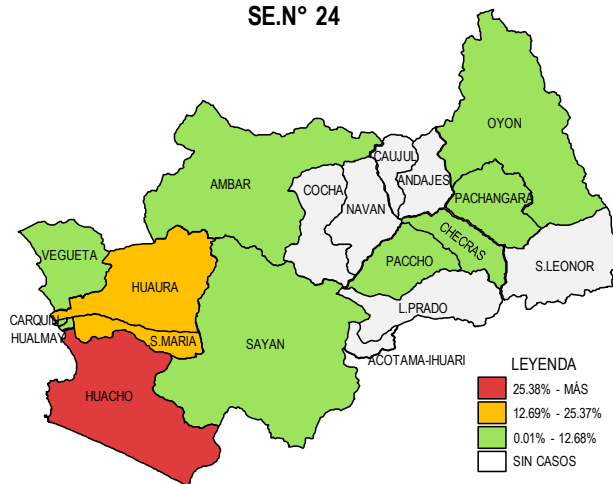 SE.N° 24
OYON
CAUJUL
AMBAR
COCHA
ANDAJES
PACHANGARA
NAVAN
CHECRAS
VEGUETA
PACCHO
S.LEONOR
HUAURA
L.PRADO
CARQUIN
HUALMAY
S.MARIA
SAYAN
ACOTAMA-IHUARI
HUACHO
LEYENDA
25.38% - MÁS
12.69% - 25.37%
0.01% - 12.68%
SIN CASOS